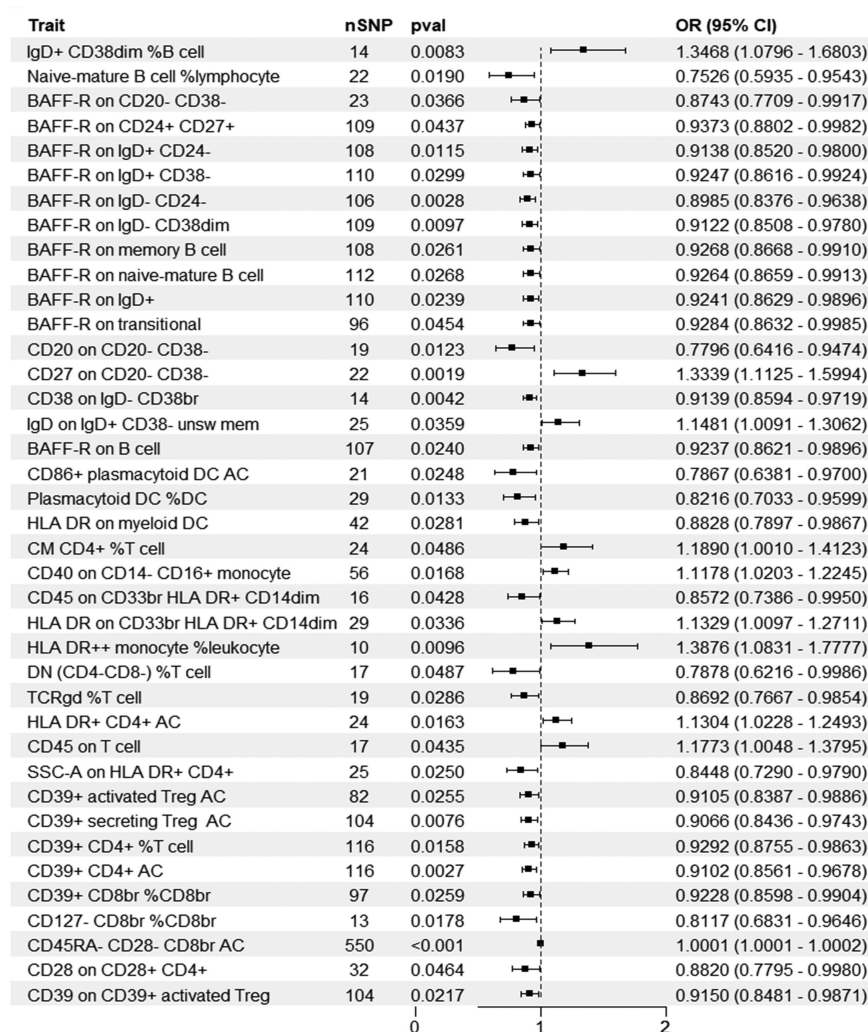 Trait nSNP pval OR (95% CI)
IgD+ CD38dim %B cell 14 0.0083 1.3468 (1.0796 - 1.6803)
Naive-mature B cell %lymphocyte 22 0.0190 0.7526 (0.5935 - 0.9543)
BAFF-R on CD20- CD38- 23 0.0366 0.8743 (0.7709 - 0.9917)
BAFF-R on CD24+ CD27+ 109 0.0437 0.9373 (0.8802 - 0.9982)
BAFF-R on IgD+ CD24- 108 0.0115 0.9138 (0.8520 - 0.9800)
BAFF-R on IgD+ CD38- 110 0.0299 0.9247 (0.8616 - 0.9924)
BAFF-R on IgD- CD24- 106 0.0028 0.8985 (0.8376 - 0.9638)
BAFF-R on IgD- CD38dim 109 0.0097 0.9122 (0.8508 - 0.9780)
BAFF-R on memory B cell 108 0.0261 0.9268 (0.8668 - 0.9910)
BAFF-R on naive-mature B cell 112 0.0268 0.9264 (0.8659 - 0.9913)
BAFF-R on IgD+ 110 0.0239 0.9241 (0.8629 - 0.9896)
BAFF-R on transitional 96 0.0454 0.9284 (0.8632 - 0.9985)
CD20 on CD20- CD38- 19 0.0123 0.7796 (0.6416 - 0.9474)
CD27 on CD20- CD38- 22 0.0019 1.3339 (1.1125 - 1.5994)
CD38 on IgD- CD38br 14 0.0042 0.9139 (0.8594 - 0.9719)
IgD on IgD+ CD38- unsw mem 25 0.0359 1.1481 (1.0091 - 1.3062)
BAFF-R on B cell 107 0.0240 0.9237 (0.8621 - 0.9896)
CD86+ plasmacytoid DC AC 21 0.0248 0.7867 (0.6381 - 0.9700)
Plasmacytoid DC %DC 29 0.0133 0.8216 (0.7033 - 0.9599)
HLA DR on myeloid DC 42 0.0281 0.8828 (0.7897 - 0.9867)
CM CD4+ %T cell 24 0.0486 1.1890 (1.0010 - 1.4123)
CD40 on CD14- CD16+ monocyte 56 0.0168 1.1178 (1.0203 - 1.2245)
CD45 on CD33br HLA DR+ CD14dim 16 0.0428 0.8572 (0.7386 - 0.9950)
HLA DR on CD33br HLA DR+ CD14dim 29 0.0336 1.1329 (1.0097 - 1.2711)
HLA DR++ monocyte %leukocyte 10 0.0096 1.3876 (1.0831 - 1.7777)
DN (CD4-CD8-) %T cell 17 0.0487 0.7878 (0.6216 - 0.9986)
TCRgd %T cell 19 0.0286 0.8692 (0.7667 - 0.9854)
HLA DR+ CD4+ AC 24 0.0163 1.1304 (1.0228 - 1.2493)
CD45 on T cell 17 0.0435 1.1773 (1.0048 - 1.3795)
SSC-A on HLA DR+ CD4+ 25 0.0250 0.8448 (0.7290 - 0.9790)
CD39+ activated Treg AC 82 0.0255 0.9105 (0.8387 - 0.9886)
CD39+ secreting Treg AC 104 0.0076 0.9066 (0.8436 - 0.9743)
CD39+ CD4+ %T cell 116 0.0158 0.9292 (0.8755 - 0.9863)
CD39+ CD4+ AC 116 0.0027 0.9102 (0.8561 - 0.9678)
CD39+ CD8br %CD8br 97 0.0259 0.9228 (0.8598 - 0.9904)
CD127- CD8br %CD8br 13 0.0178 0.8117 (0.6831 - 0.9646)
CD45RA- CD28- CD8br AC 550 <0.001 1.0001 (1.0001 - 1.0002)
CD28 on CD28+ CD4+ 32 0.0464 0.8820 (0.7795 - 0.9980)
CD39 on CD39+ activated Treg 104 0.0217 0.9150 (0.8481 - 0.9871)
0 1 2